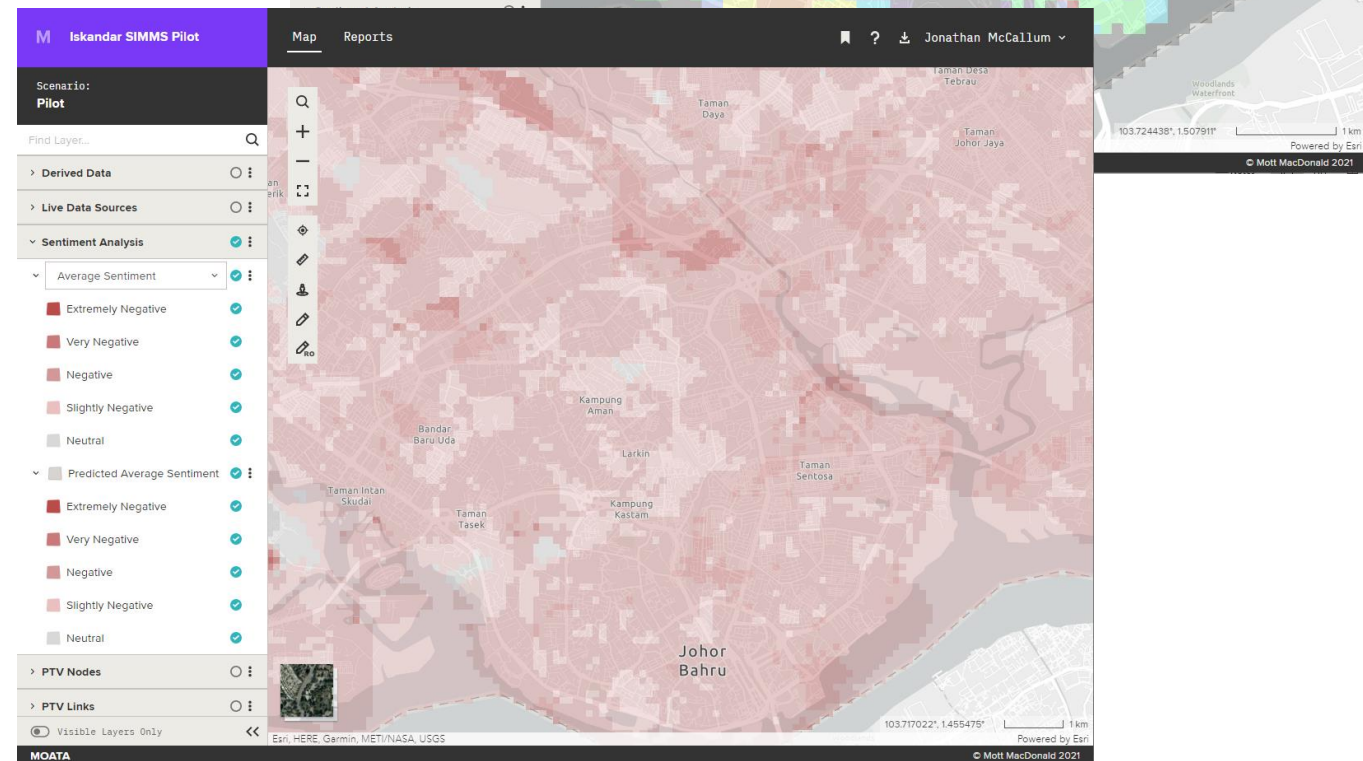 M Iskandar SIMMS Pilot
Map Reports
? Jonathan McCallum
Scenario:
Pilot
Find Layer...
Derived Data
Live Data Sources
Sentiment Analysis
Average Sentiment
Extremely Negative
Very Negative
Negative
Slightly Negative
Neutral
Predicted Average Sentiment
Extremely Negative
Very Negative
Negative
Slightly Negative
Neutral
PTV Nodes
PTV Links
Visible Layers Only
MOATA
RO
Taman Desa
Tebrau
Taman
Daya
Taman
Johor Jaya
an
erik
Kampung
Aman
Bandar
Baru Uda
Larkin
Taman
Sentosa
Taman Intan
Skudai
Taman
Tasek
Kampung
Kastam
Johor
Bahru
103.717022°, 1.455475° 1 km
Esri, HERE, Garmin, METI/NASA, USGS
Powered by Esri
© Mott MacDonald 2021
Woodlands
Waterfront
103.724438°, 1.507911° 1 km
Powered by Esri
© Mott MacDonald 2021